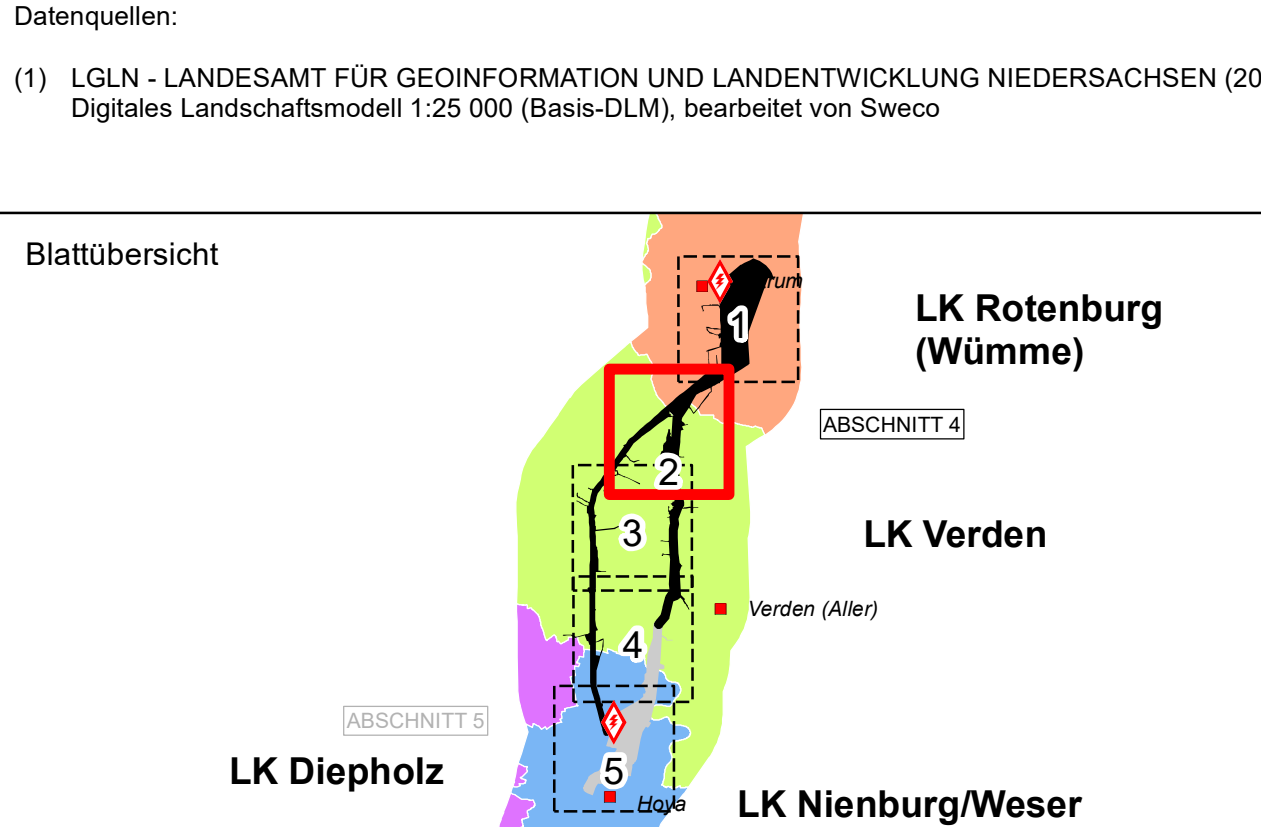 Datenquellen:
(1) LGLN - LANDESAMT FÜR GEOINFORMATION UND LANDENTWICKLUNG NIEDERSACHSEN (20
Digitales Landschaftsmodell 1:25 000 (Basis-DLM), bearbeitet von Sweco
Blattübersicht
1
LK Rotenburg
(Wümme)
ABSCHNITT 4
2
3
LK Verden
Verden (Aller)
4
ABSCHNITT 5
LK Diepholz
5
Hoya
LK Nienburg/Weser